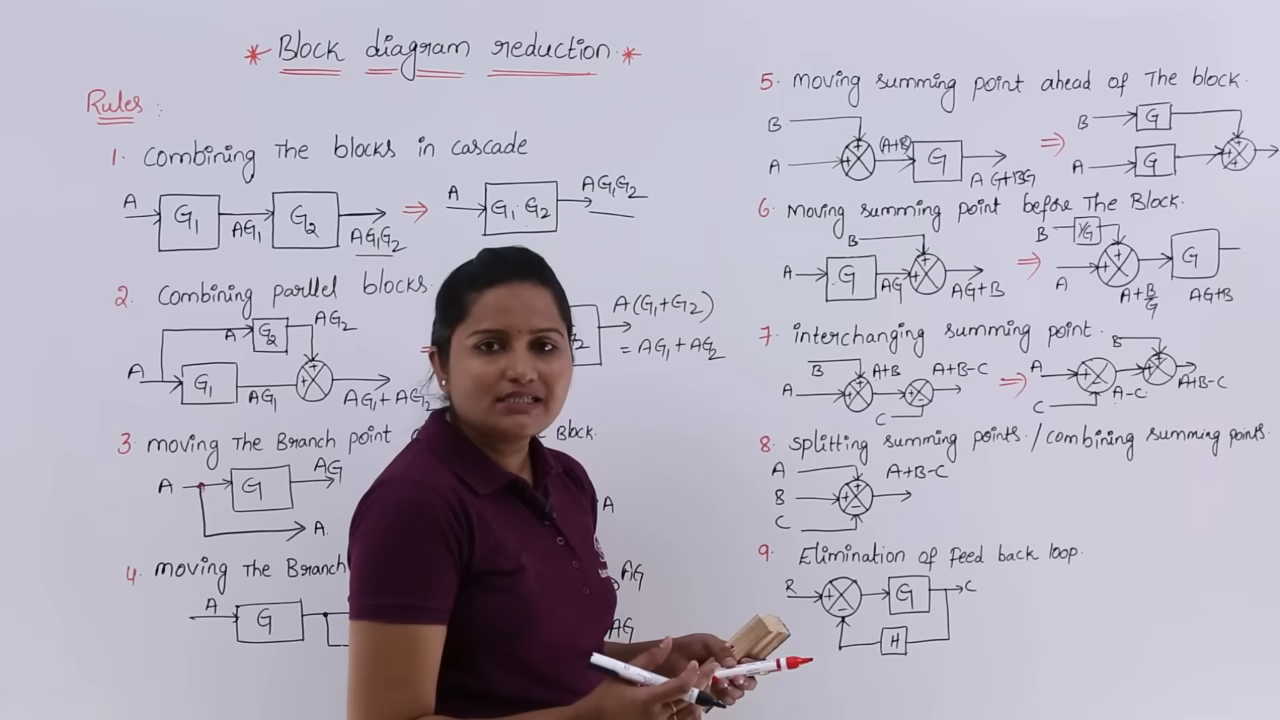 * Block diagram reduction *
Rules :
1. Combining The blocks in cascade
A G1 AG1 G2 AG1G2 ⇒ A G1·G2 AG1G2
2. Combining parllel blocks.
A G2 AG2
A G1 AG1 + + AG1+AG2
A(G1+G2)
= AG1+AG2
3 moving The Branch point Block.
A G AG
A.
A
4. moving The Branch
A G
AG
AG
5. moving summing point ahead of The block.
B A + + (A+B) G AG+BG ⇒ B G A G + +
6. Moving summing point before The Block.
B A G AG + + AG+B ⇒ B 1/G A + + A+B/G G AG+B
7. interchanging summing point.
B A + + A+B C A+B-C ⇒ A C - A-C B + + A+B-C
8. splitting summing points. / combining summing points.
A B C + + - A+B-C
9. Elimination of feed back loop.
R + - G C
H